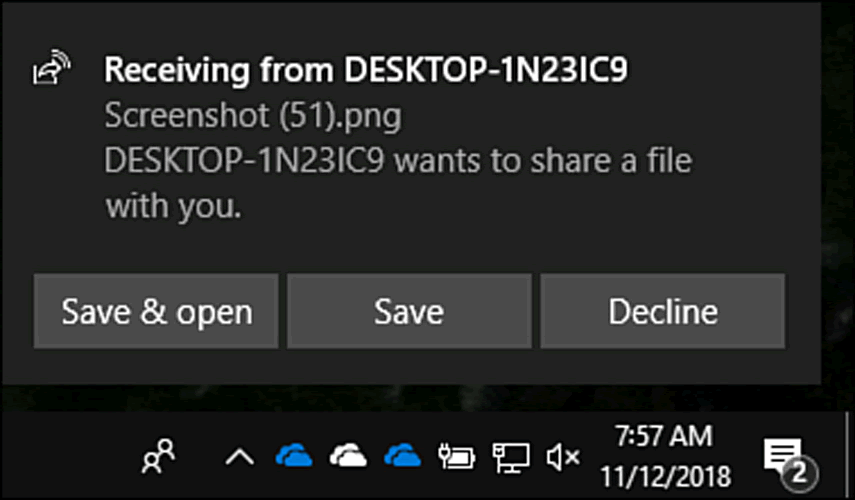 Receiving from DESKTOP-1N23IC9
Screenshot (51).png
DESKTOP-1N23IC9 wants to share a file
with you.
Save & open
Save
Decline
7:57 AM
11/12/2018
2